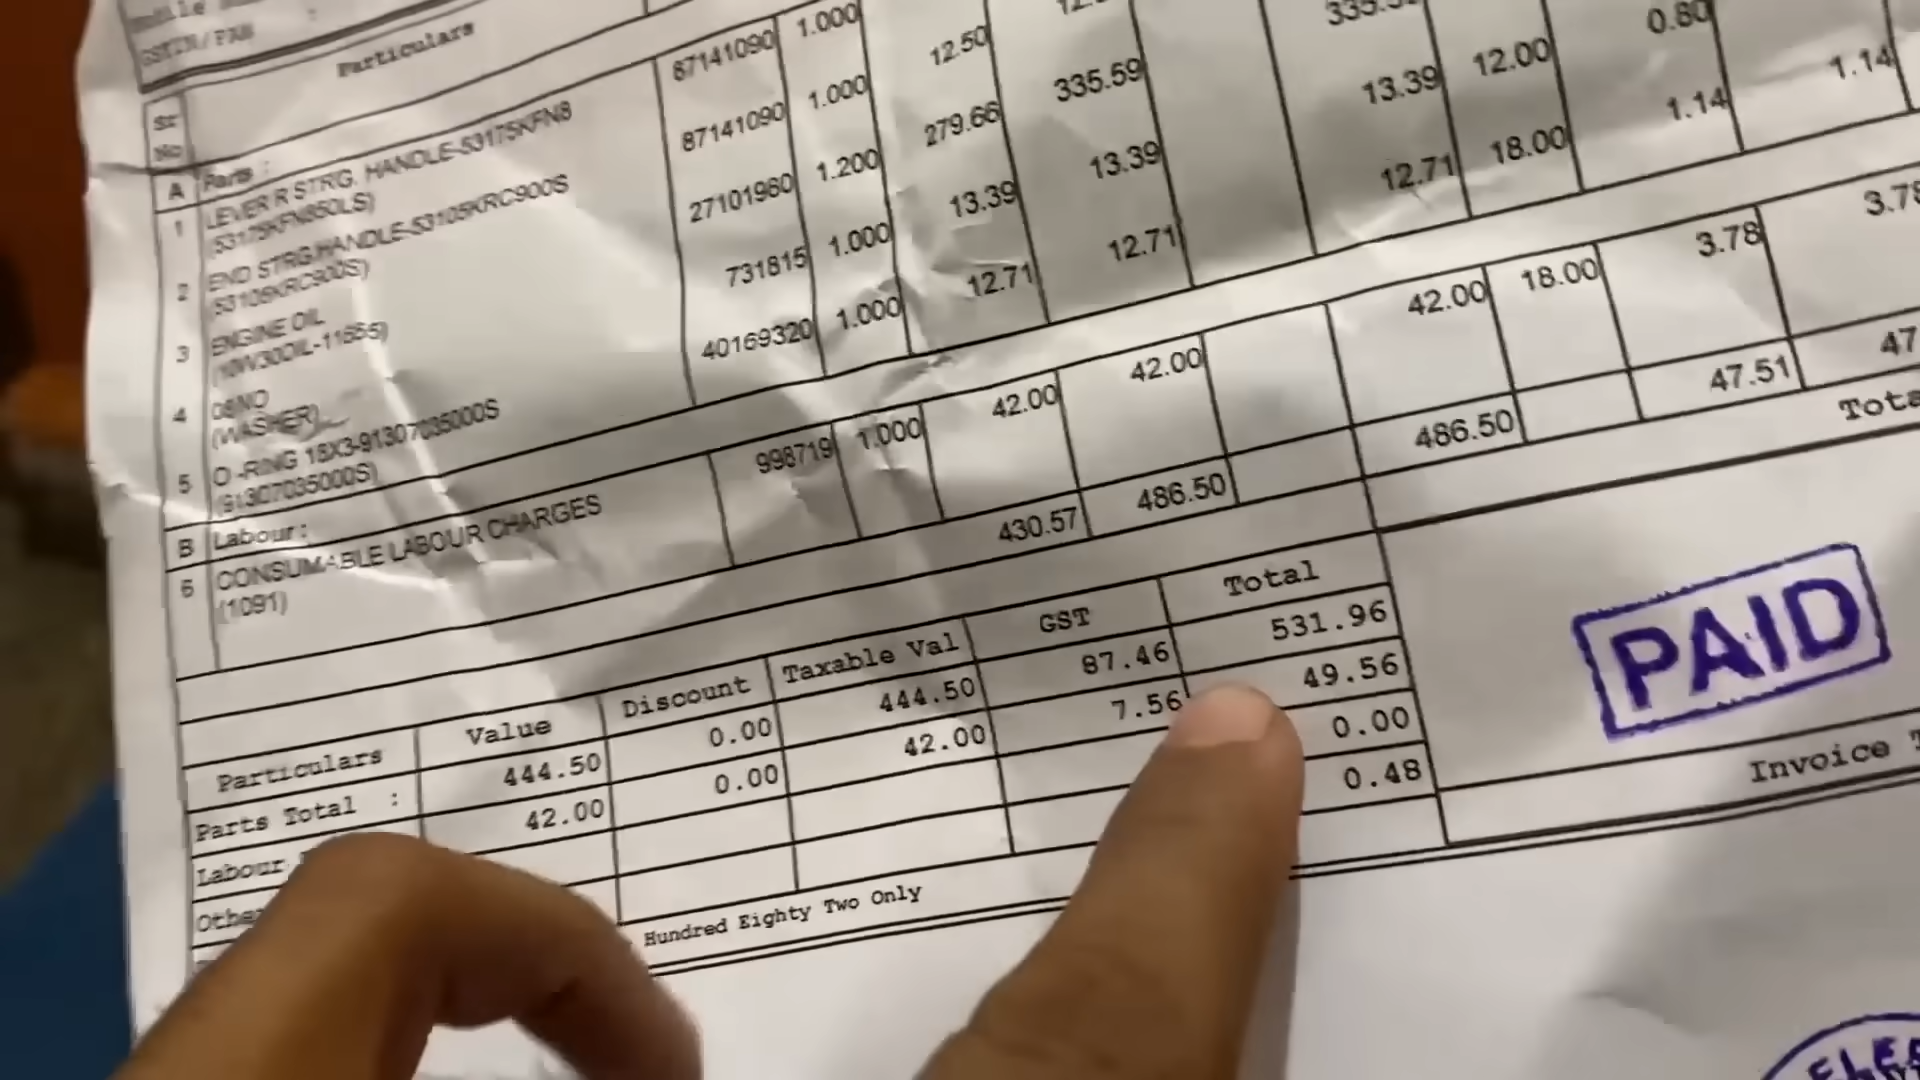 GSTIN/PAN :
Sr No Particulars
A Parts :
1 LEVER R STRG. HANDLE-53175KFN8 87141090 1.000
(53175KFN850LS)
2 END STRG.HANDLE-53105KRC900S 87141090 1.000 12.50
(53105KRC900S)
3 ENGINE OIL 27101980 1.200 279.66 335.59
(10W30OIL-11655)
4 08NO 731815 1.000 13.39 13.39 13.39 12.00 0.80
(WASHER)
5 O -RING 18X3-91307035000S 40169320 1.000 12.71 12.71 12.71 18.00 1.14 1.14
(91307035000S)
B Labour :
6 CONSUMABLE LABOUR CHARGES 998719 1.000 42.00 42.00 42.00 18.00 3.78 3.78
(1091)
430.57 486.50 486.50 47.51 47
Particulars Value Discount Taxable Val GST Total
Parts Total : 444.50 0.00 444.50 87.46 531.96
Labour 42.00 0.00 42.00 7.56 49.56
0.00
0.48
Hundred Eighty Two Only
PAID
Invoice